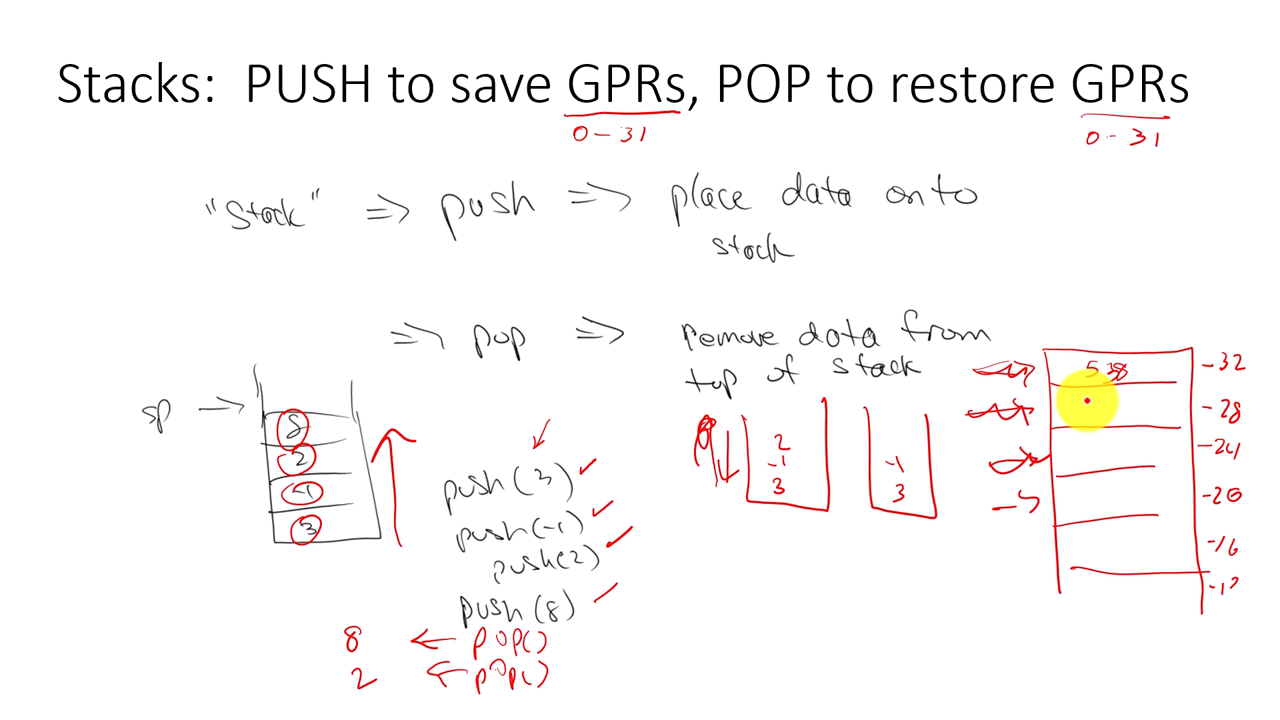 Stacks: PUSH to save GPRs, POP to restore GPRs
0-31
0-31
"Stack" => push => place data onto
stock
=> pop => Remove data from
top of stack
sp →
8
2
-1
3
push (3)
push(-1)
push(2)
push (8)
8 ← pop()
2 ← pop()
2
-1
3
-1
3
-32
-28
-24
-20
-16